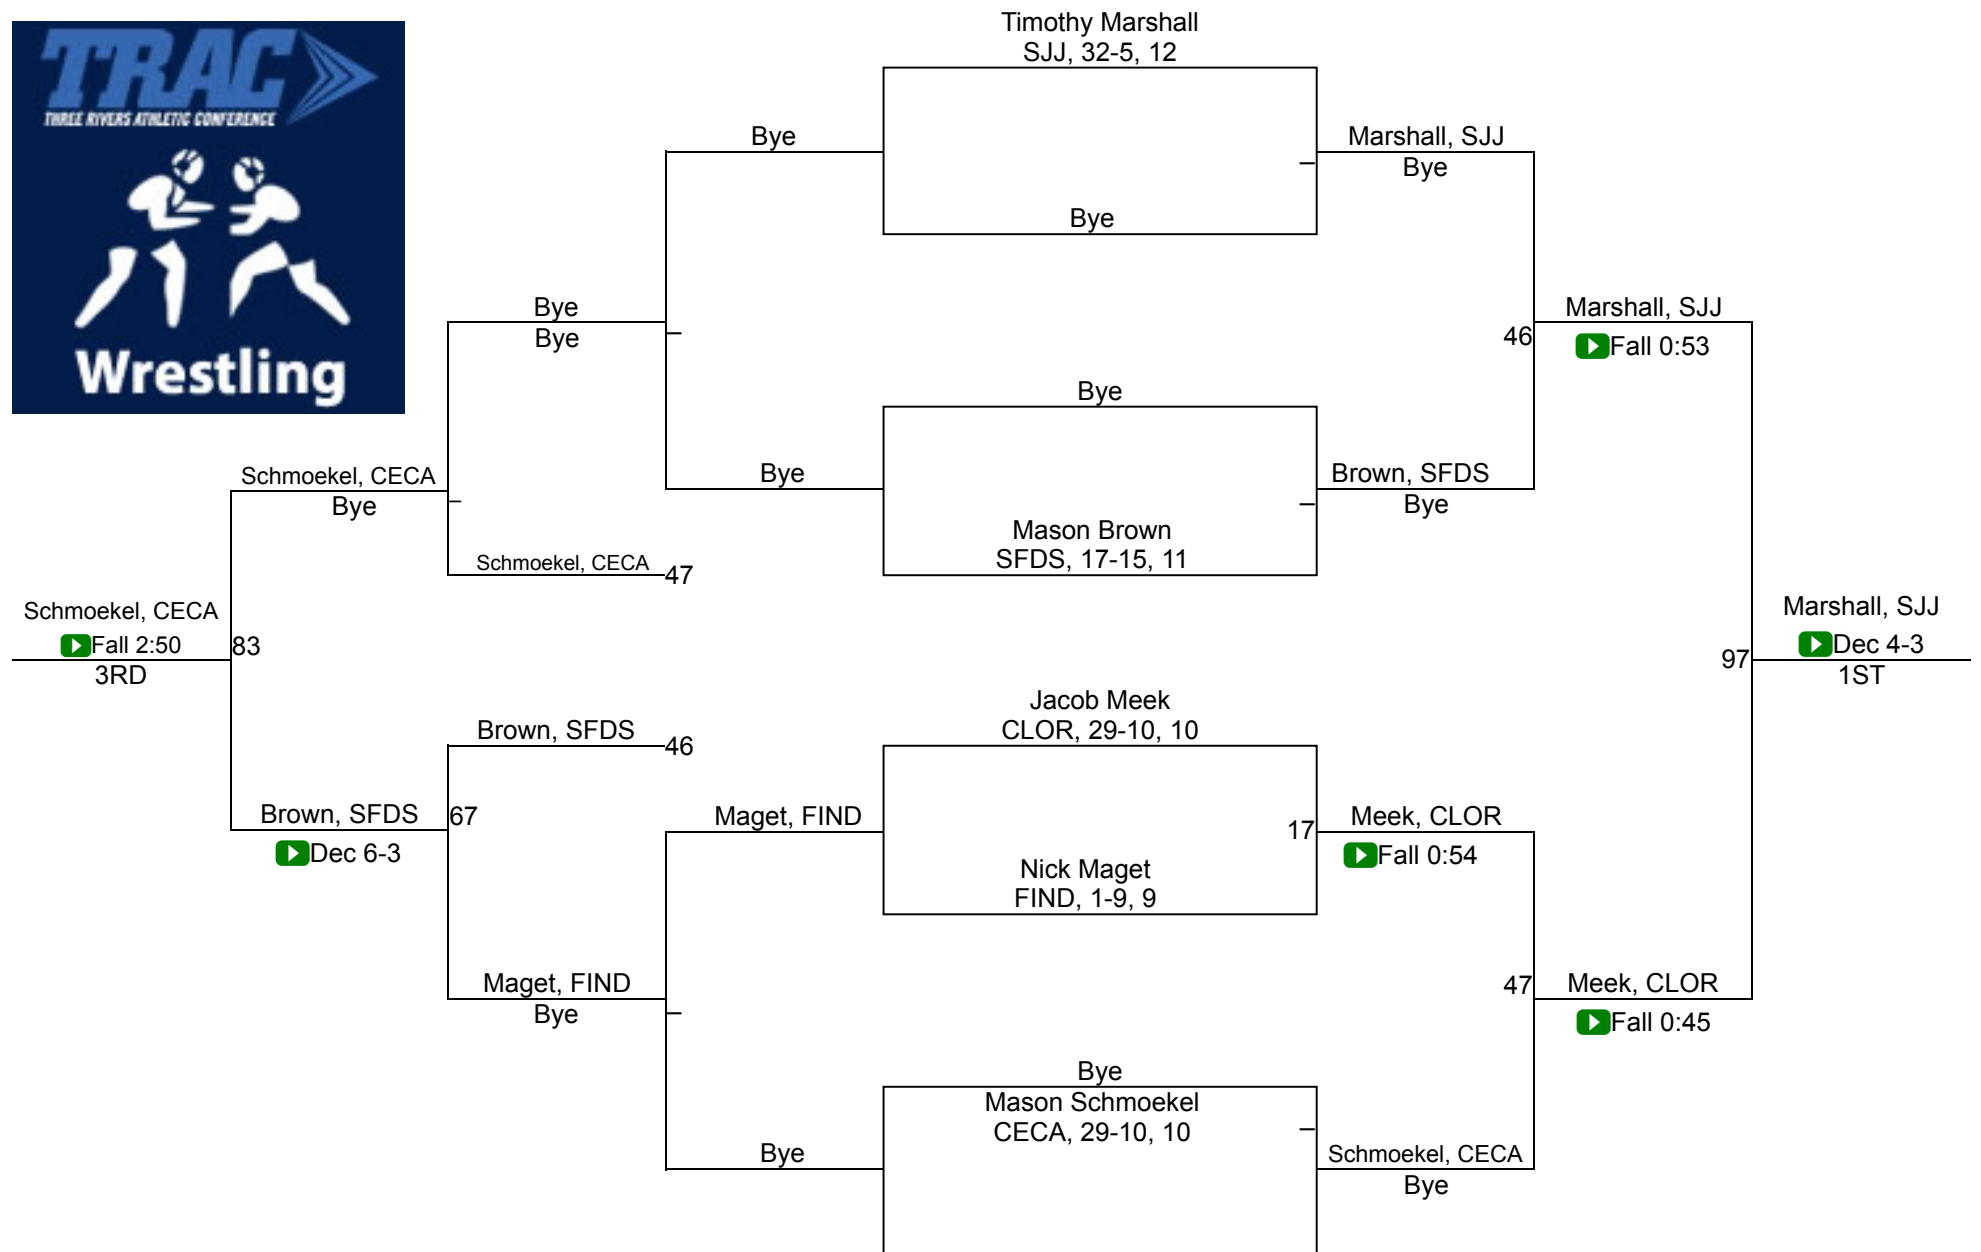 TRAC
THREE RIVERS ATHLETIC CONFERENCE
Wrestling
Timothy Marshall
SJJ, 32-5, 12
Bye
Marshall, SJJ
Bye
Bye
Bye
Bye
Marshall, SJJ
46
Fall 0:53
Bye
Schmoekel, CECA
Bye
Bye
Brown, SFDS
Bye
Mason Brown
SFDS, 17-15, 11
Schmoekel, CECA
47
Schmoekel, CECA
Fall 2:50
3RD
83
Marshall, SJJ
97
Dec 4-3
1ST
Jacob Meek
CLOR, 29-10, 10
Brown, SFDS
46
Brown, SFDS
67
Dec 6-3
Maget, FIND
17
Meek, CLOR
Fall 0:54
Nick Maget
FIND, 1-9, 9
Maget, FIND
Bye
47
Meek, CLOR
Fall 0:45
Bye
Mason Schmoekel
CECA, 29-10, 10
Bye
Schmoekel, CECA
Bye